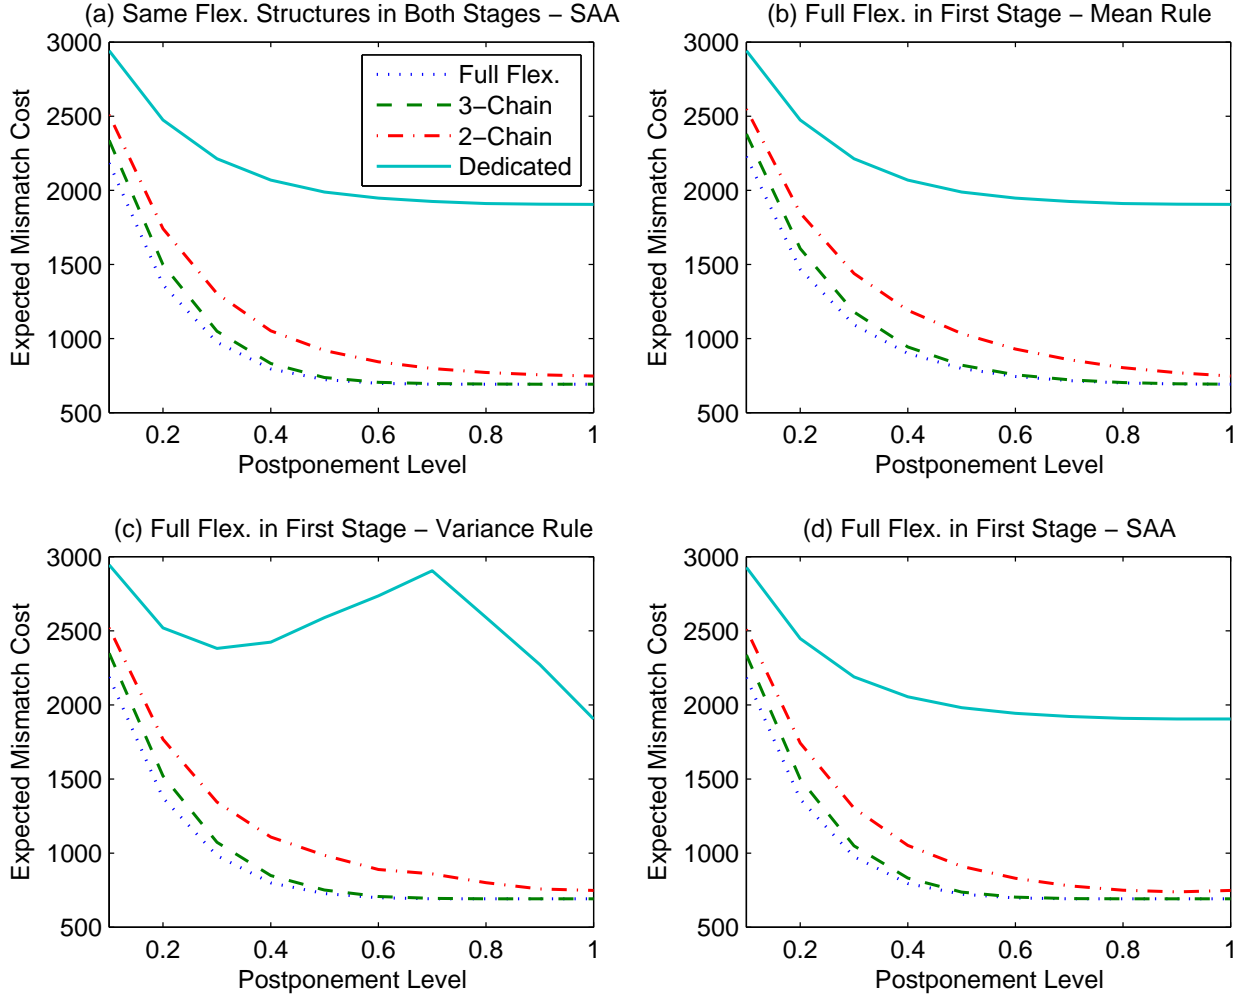 (a) Same Flex. Structures in Both Stages − SAA
3000
2500
2000
1500
1000
500
Expected Mismatch Cost
Full Flex.
3−Chain
2−Chain
Dedicated
0.2 0.4 0.6 0.8 1
Postponement Level
(b) Full Flex. in First Stage − Mean Rule
3000
2500
2000
1500
1000
500
Expected Mismatch Cost
0.2 0.4 0.6 0.8 1
Postponement Level
(c) Full Flex. in First Stage − Variance Rule
3000
2500
2000
1500
1000
500
Expected Mismatch Cost
0.2 0.4 0.6 0.8 1
Postponement Level
(d) Full Flex. in First Stage − SAA
3000
2500
2000
1500
1000
500
Expected Mismatch Cost
0.2 0.4 0.6 0.8 1
Postponement Level